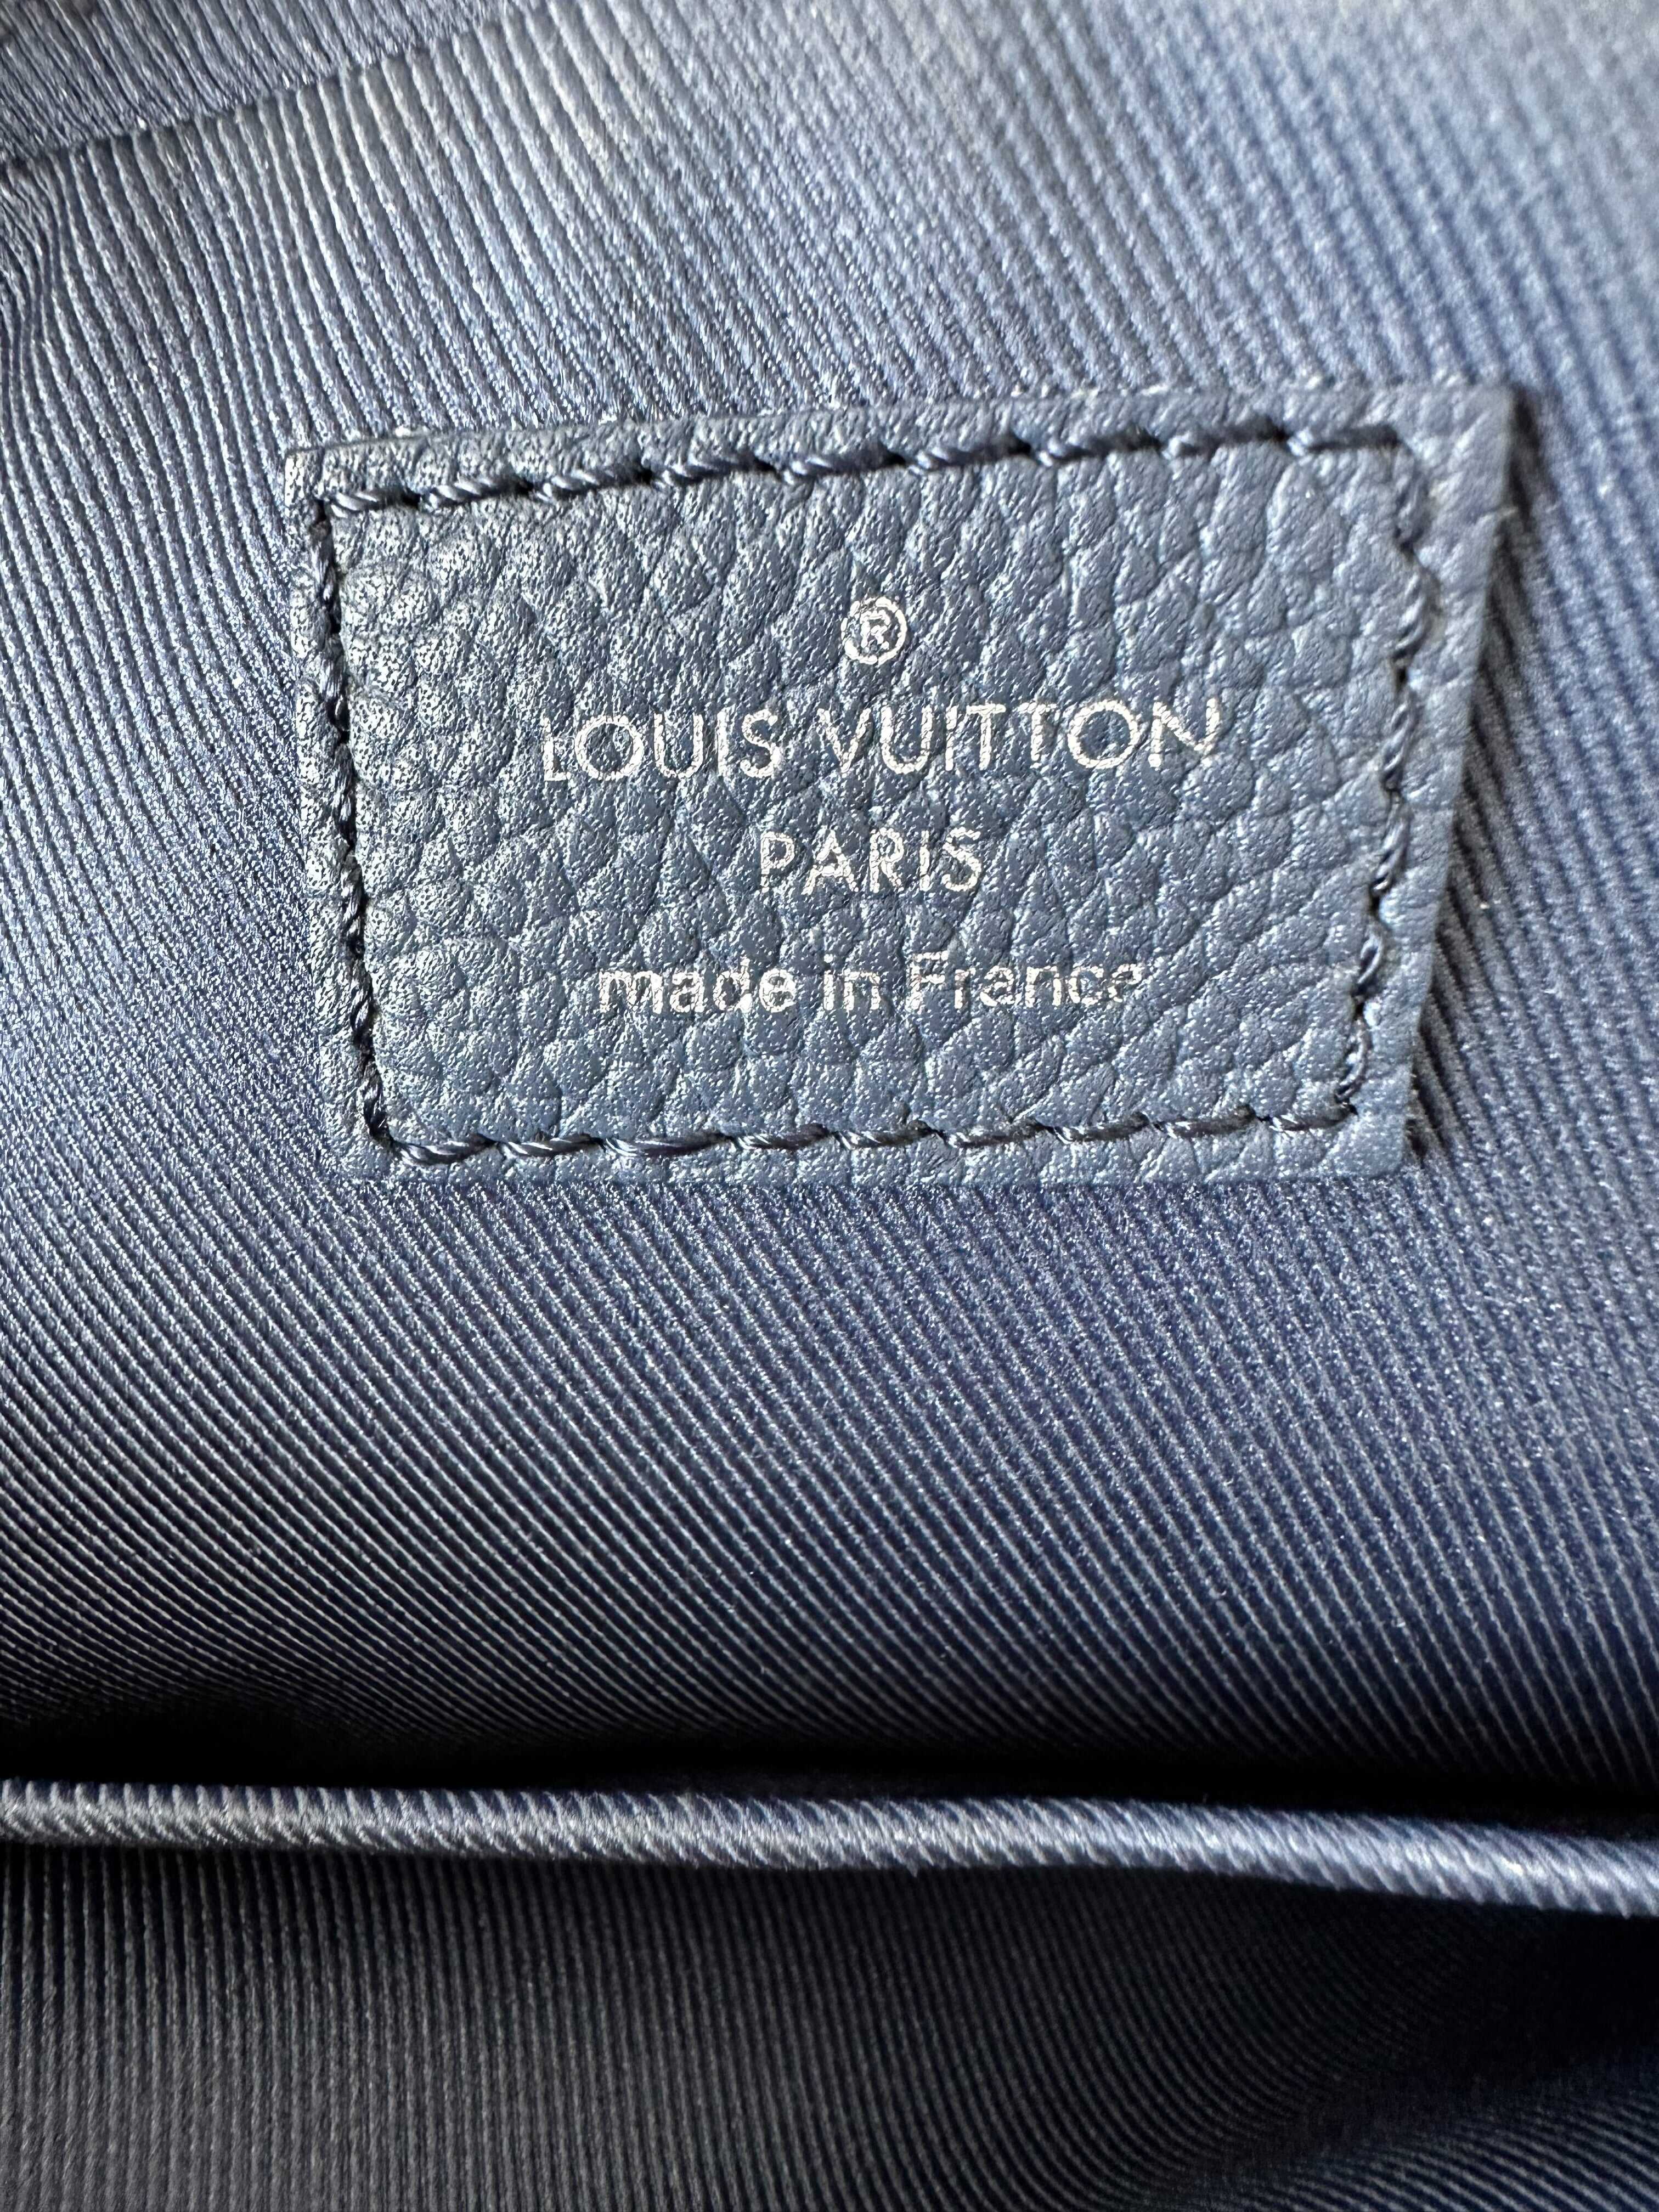 ®
LOUIS VUITTON
PARIS
made in France